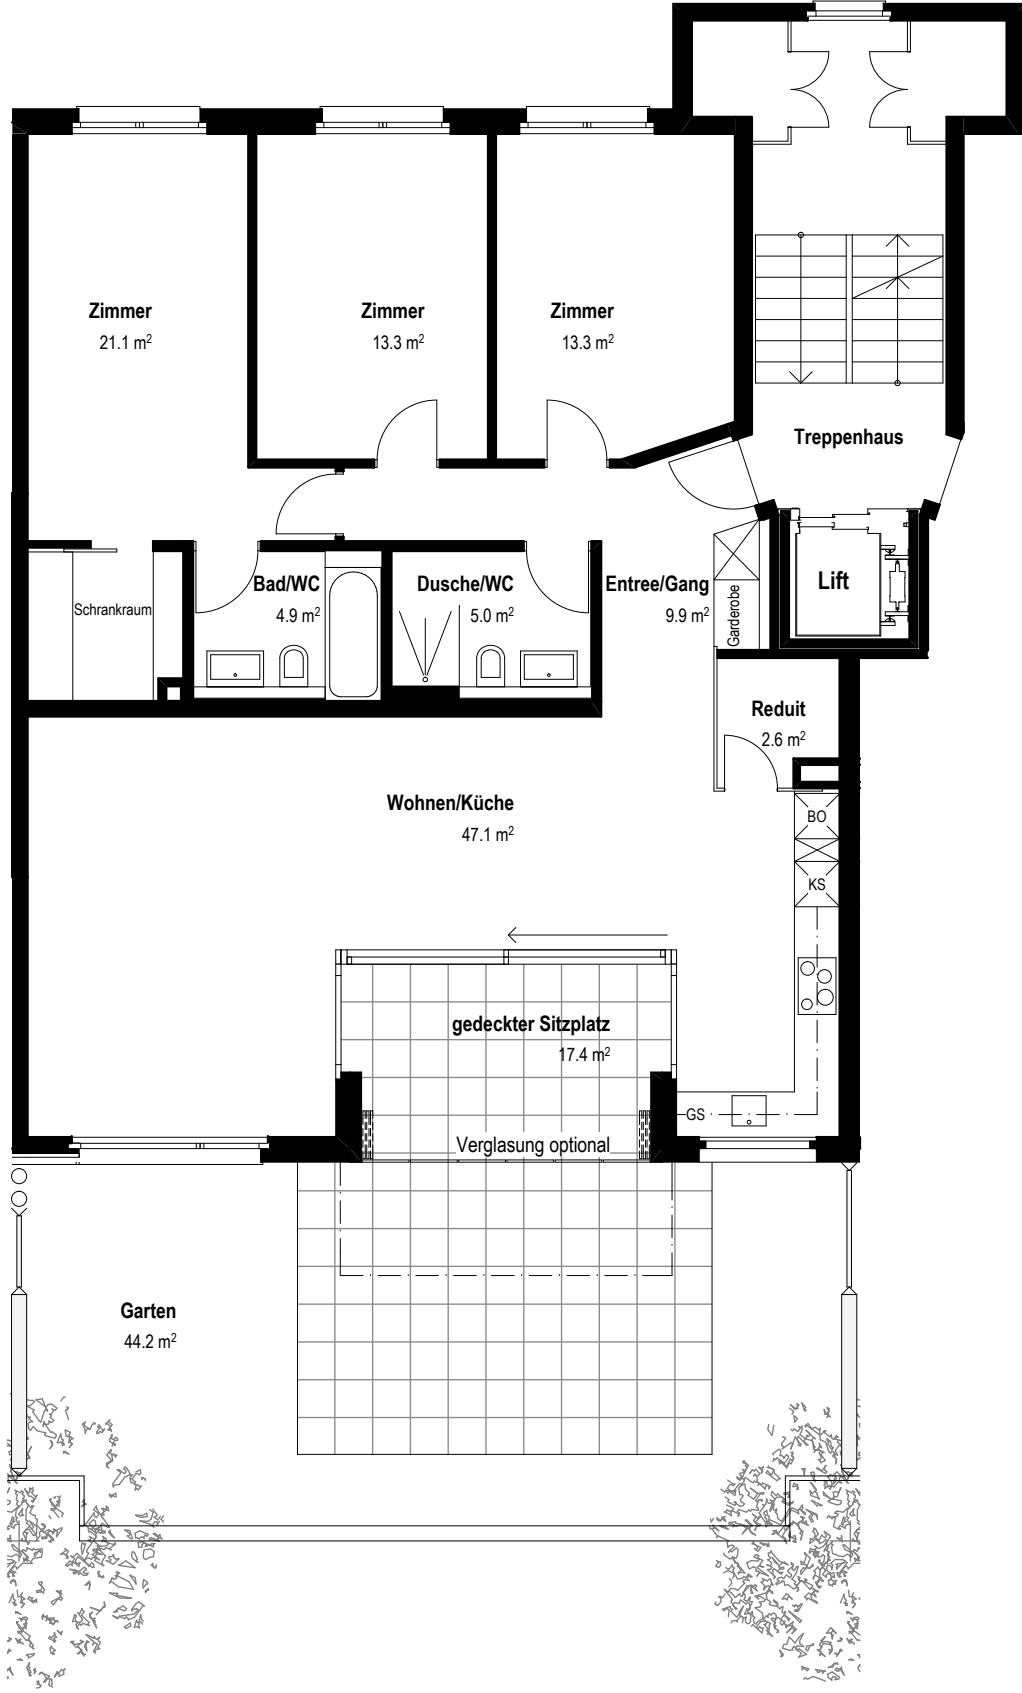 Zimmer
21.1 m²
Zimmer
13.3 m²
Zimmer
13.3 m²
Treppenhaus
Lift
Schrankraum
Bad/WC
4.9 m²
Dusche/WC
5.0 m²
Entree/Gang
9.9 m²
Garderobe
Reduit
2.6 m²
Wohnen/Küche
47.1 m²
BO
KS
gedeckter Sitzplatz
17.4 m²
GS
Verglasung optional
Garten
44.2 m²